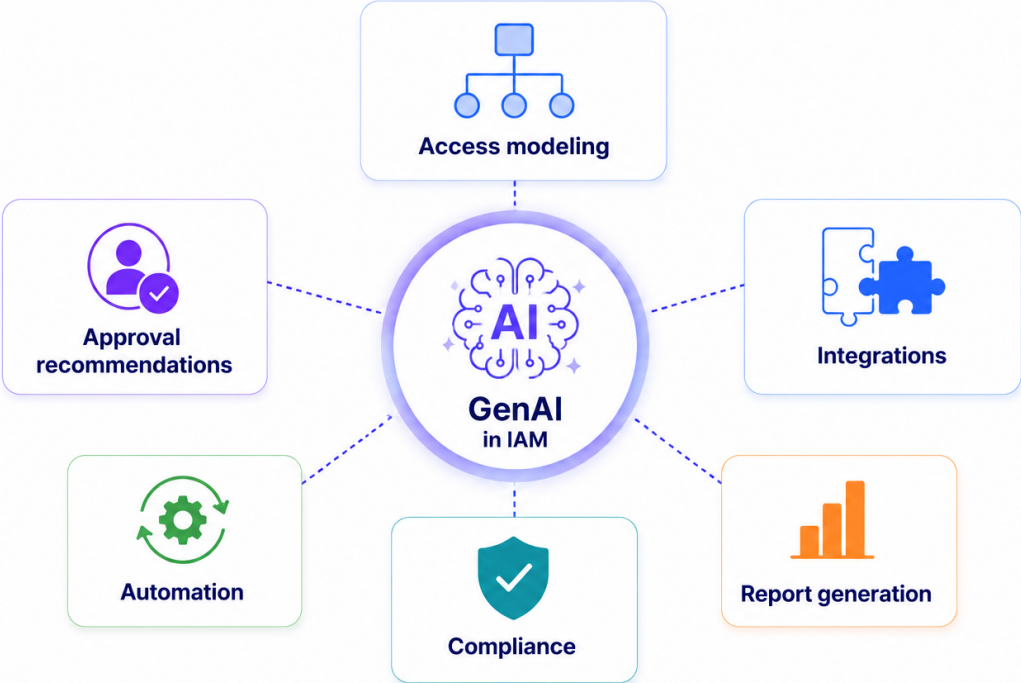 Access modeling
Approval
recommendations
AI
GenAI
in IAM
Integrations
Automation
Compliance
Report generation